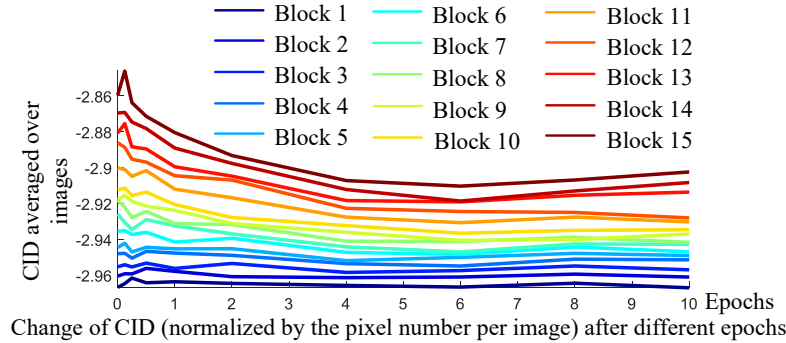 Block 1 Block 6 Block 11
Block 2 Block 7 Block 12
Block 3 Block 8 Block 13
Block 4 Block 9 Block 14
Block 5 Block 10 Block 15
CID averaged over
images
-2.86
-2.88
-2.9
-2.92
-2.94
-2.96
0 1 2 3 4 5 6 7 8 9 10 Epochs
Change of CID (normalized by the pixel number per image) after different epochs